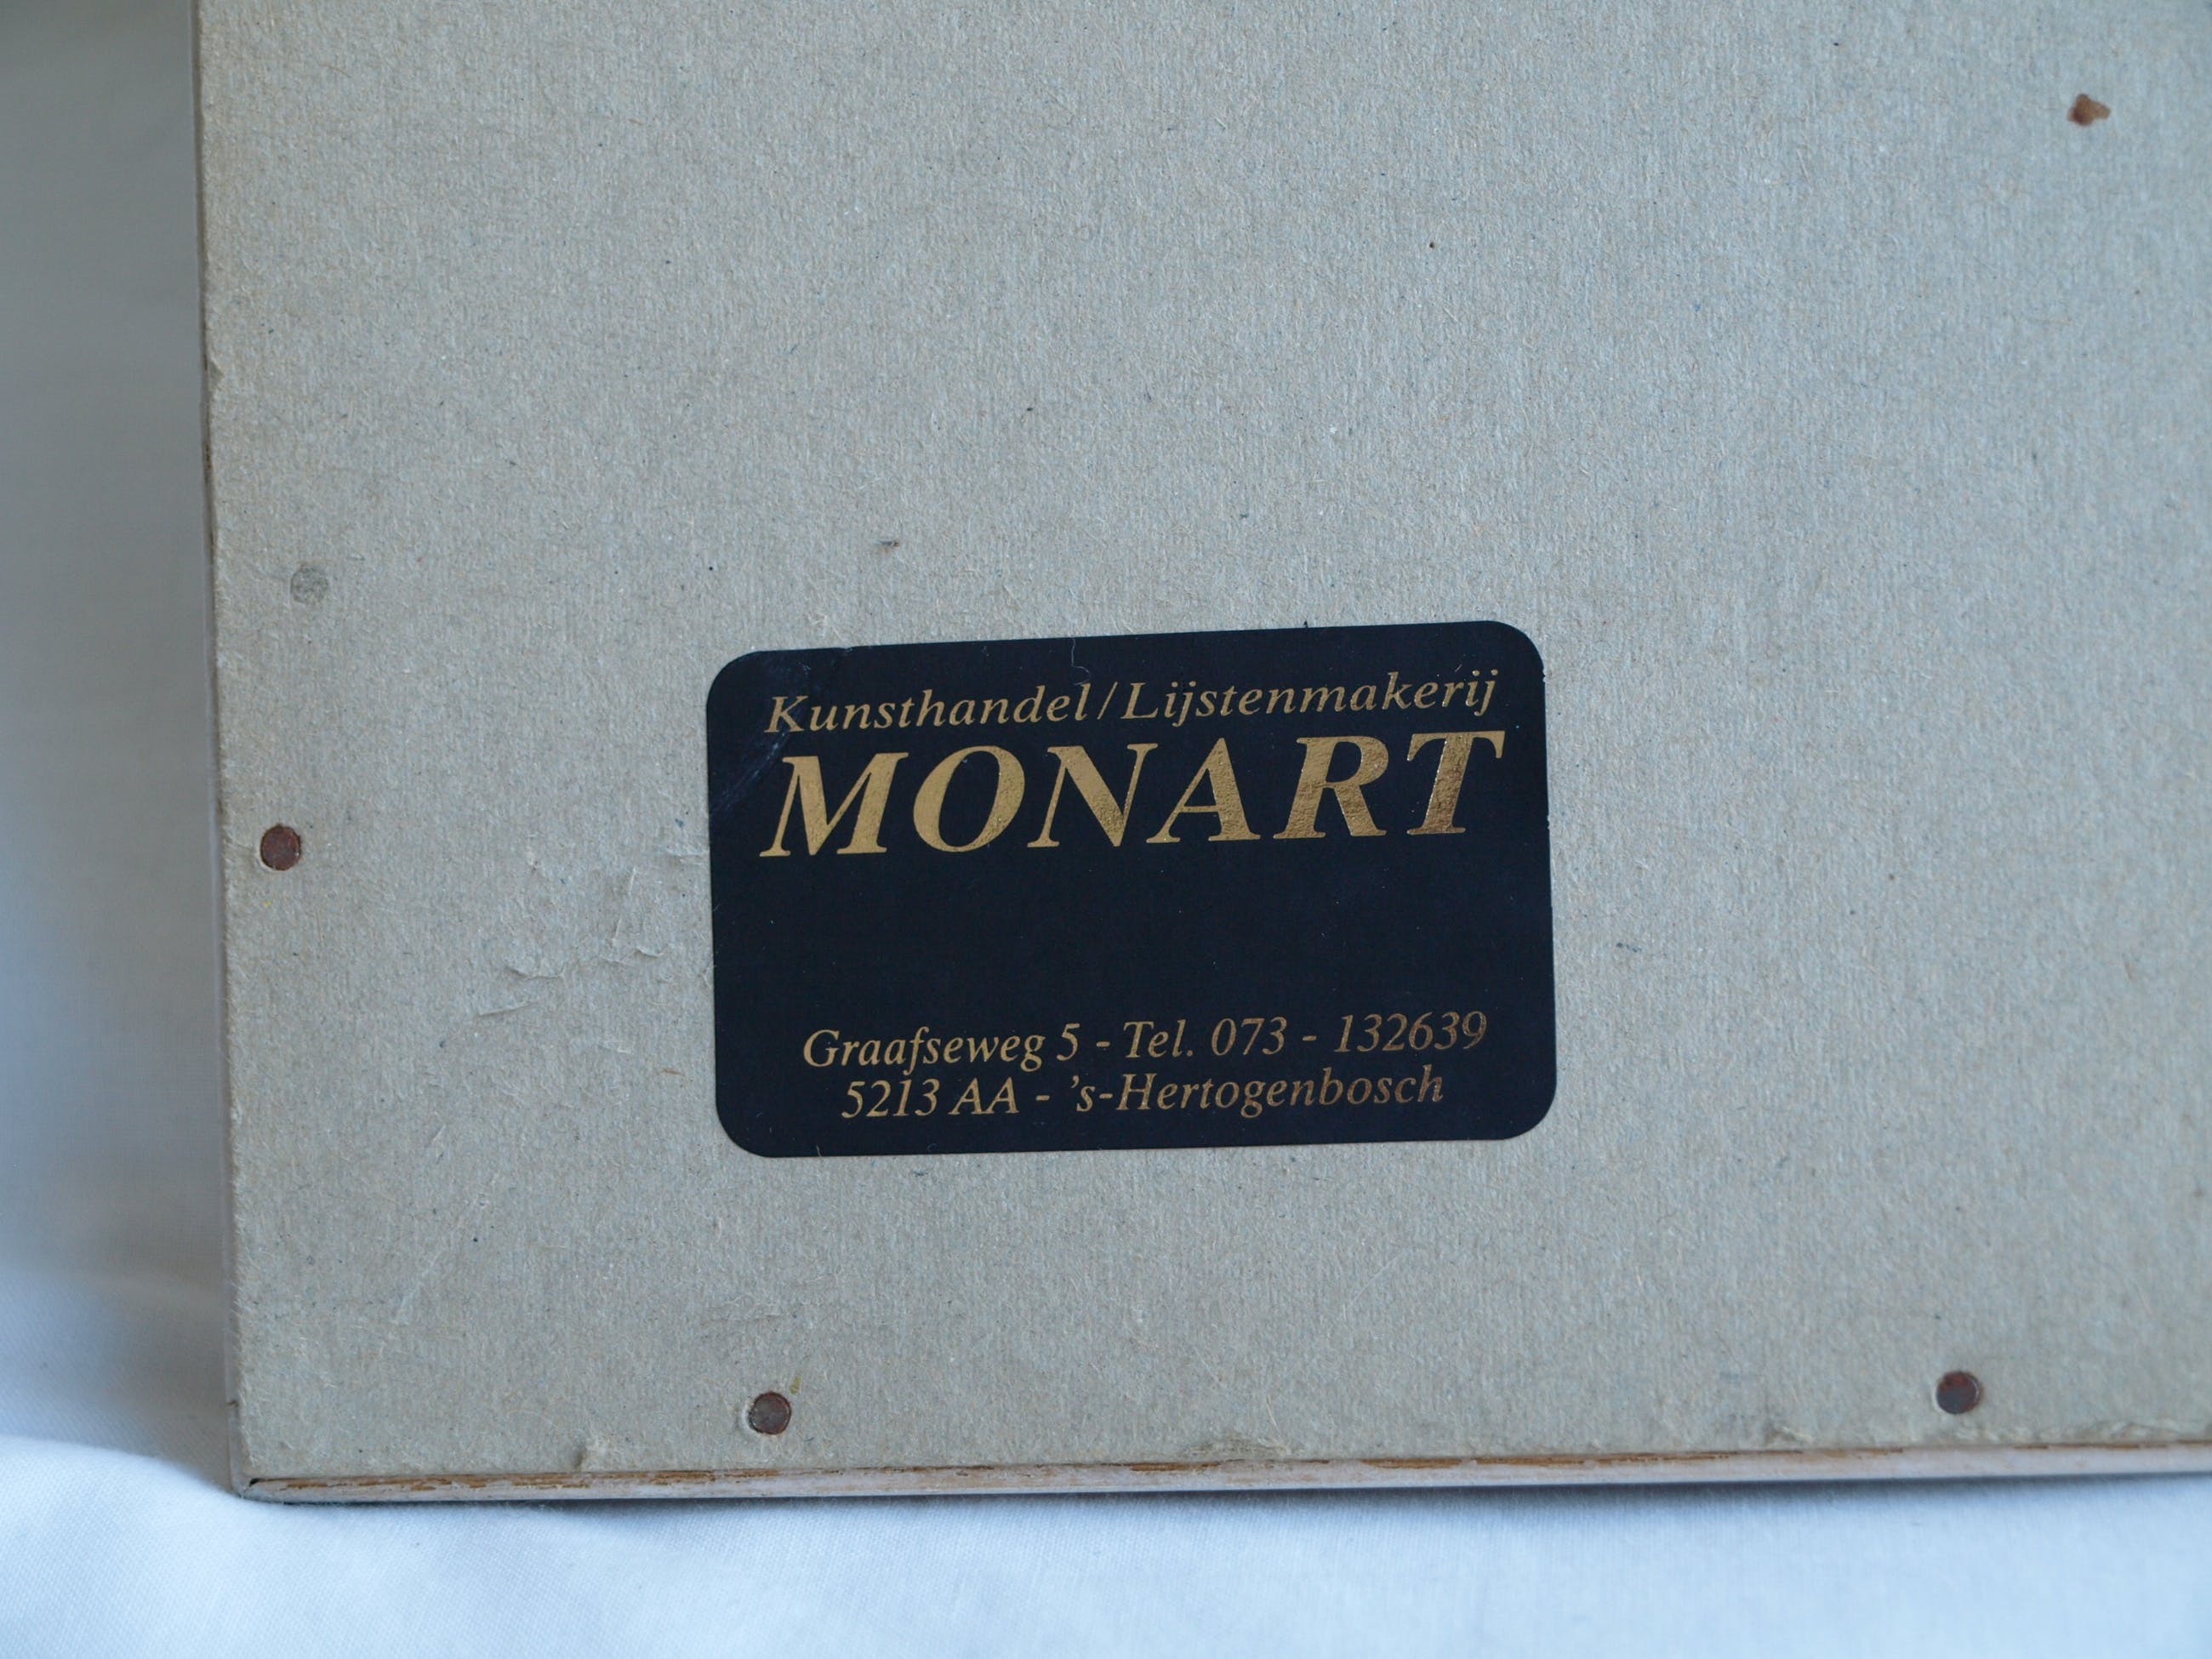 Kunsthandel/Lijstenmakerij
MONART
Graafseweg 5 - Tel. 073 - 132639
5213 AA - 's-Hertogenbosch